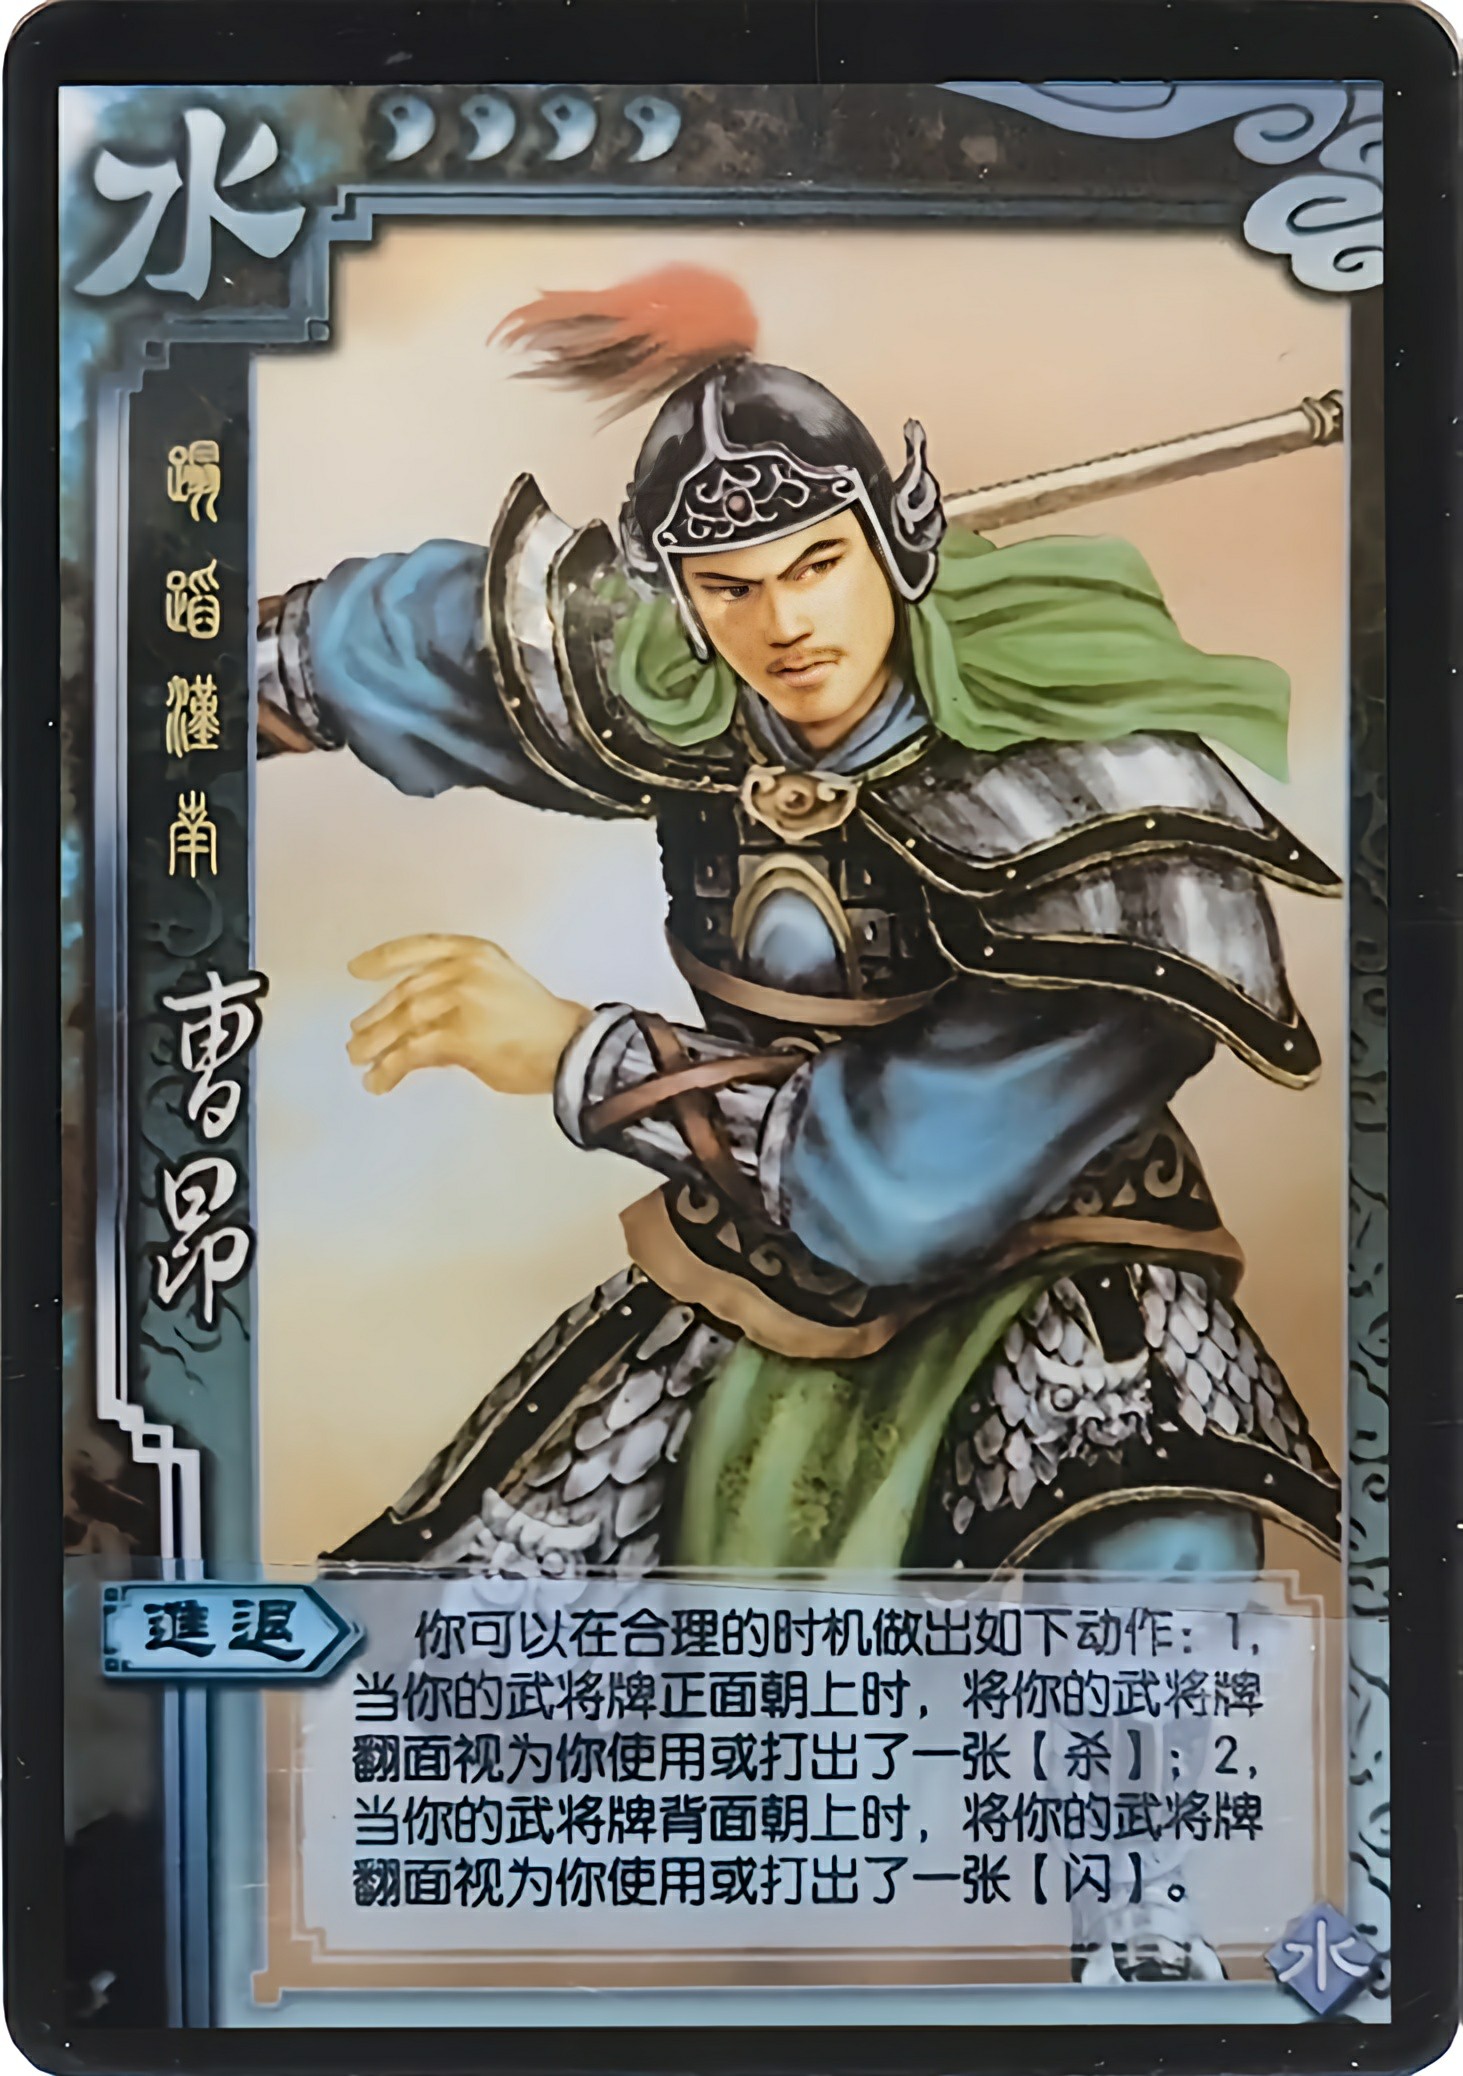 水
蹋蹈漢南
曹昂
進退
你可以在合理的时机做出如下动作：1，
当你的武将牌正面朝上时，将你的武将牌
翻面视为你使用或打出了一张【杀】；2，
当你的武将牌背面朝上时，将你的武将牌
翻面视为你使用或打出了一张【闪】。
水